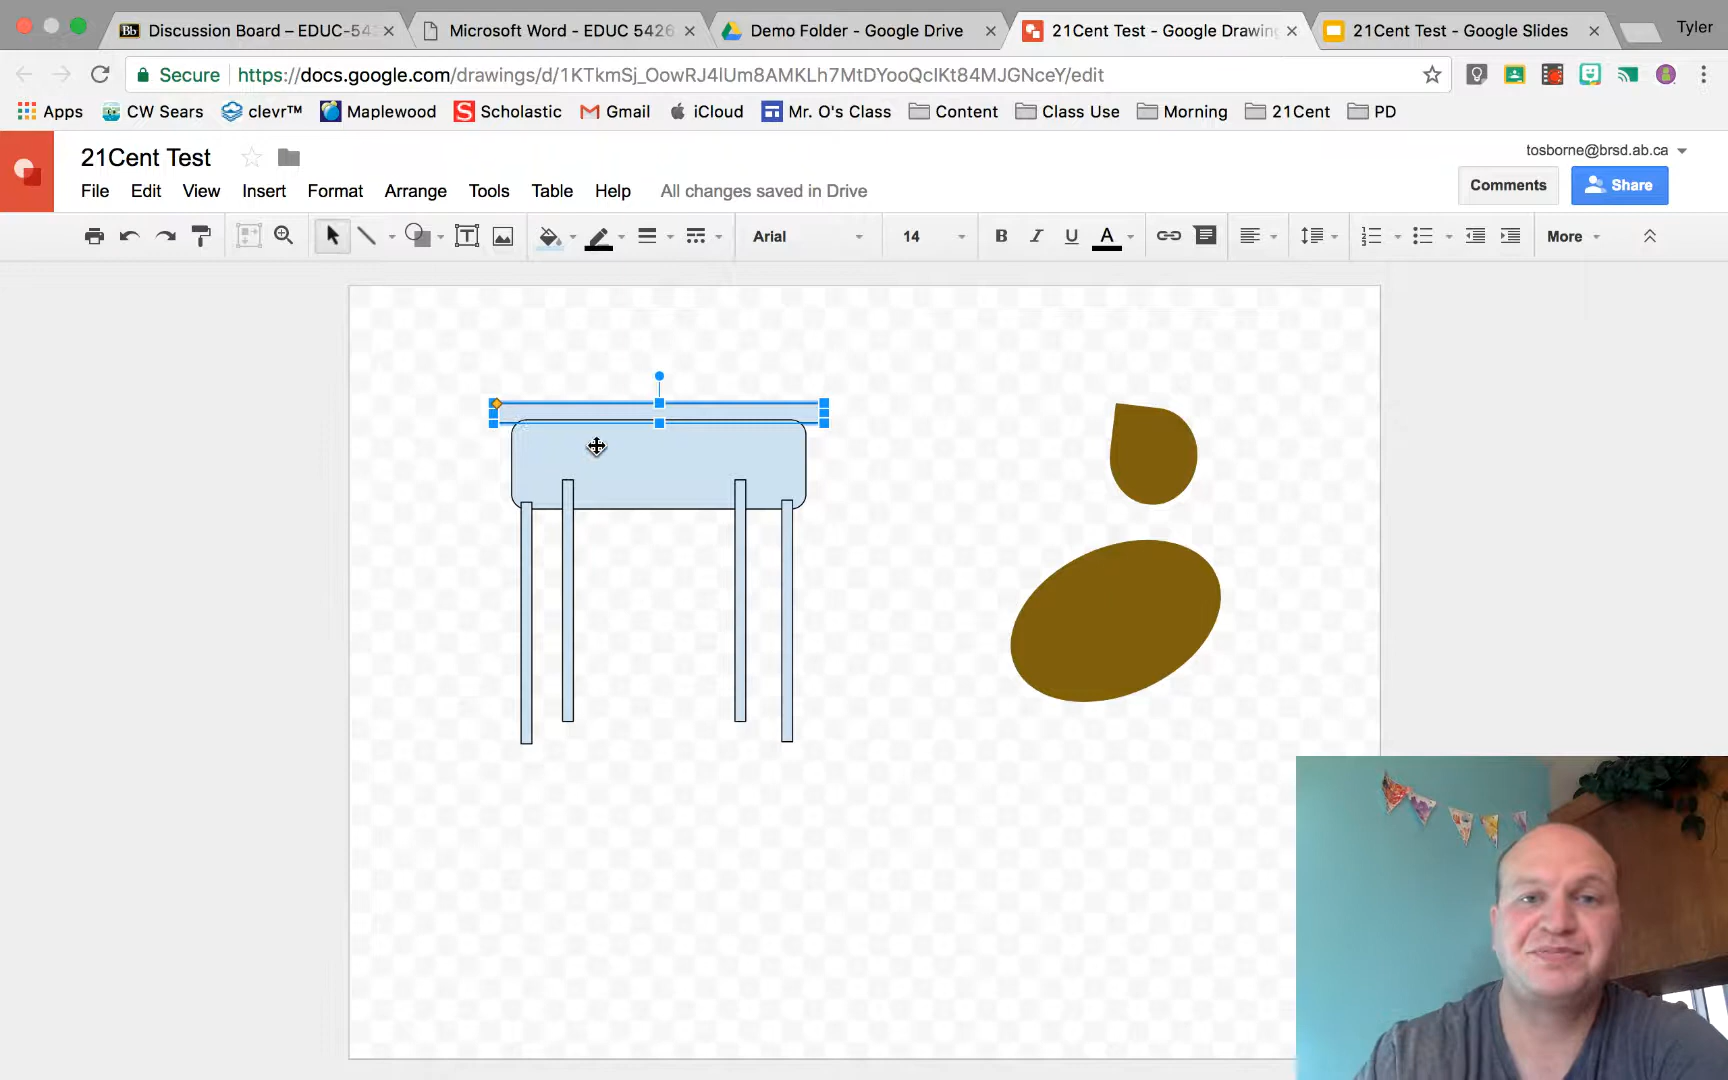 Bb Discussion Board – EDUC-54
Microsoft Word - EDUC 5426
Demo Folder - Google Drive
21Cent Test - Google Drawin
21Cent Test - Google Slides
Tyler
Secure
https://docs.google.com/drawings/d/1KTkmSj_OowRJ4lUm8AMKLh7MtDYooQcIKt84MJGNceY/edit
Apps CW Sears clevr™ Maplewood S Scholastic Gmail iCloud Mr. O's Class Content Class Use Morning 21Cent PD
21Cent Test
tosborne@brsd.ab.ca
File Edit View Insert Format Arrange Tools Table Help All changes saved in Drive
Comments Share
T Arial 14 B I U A More